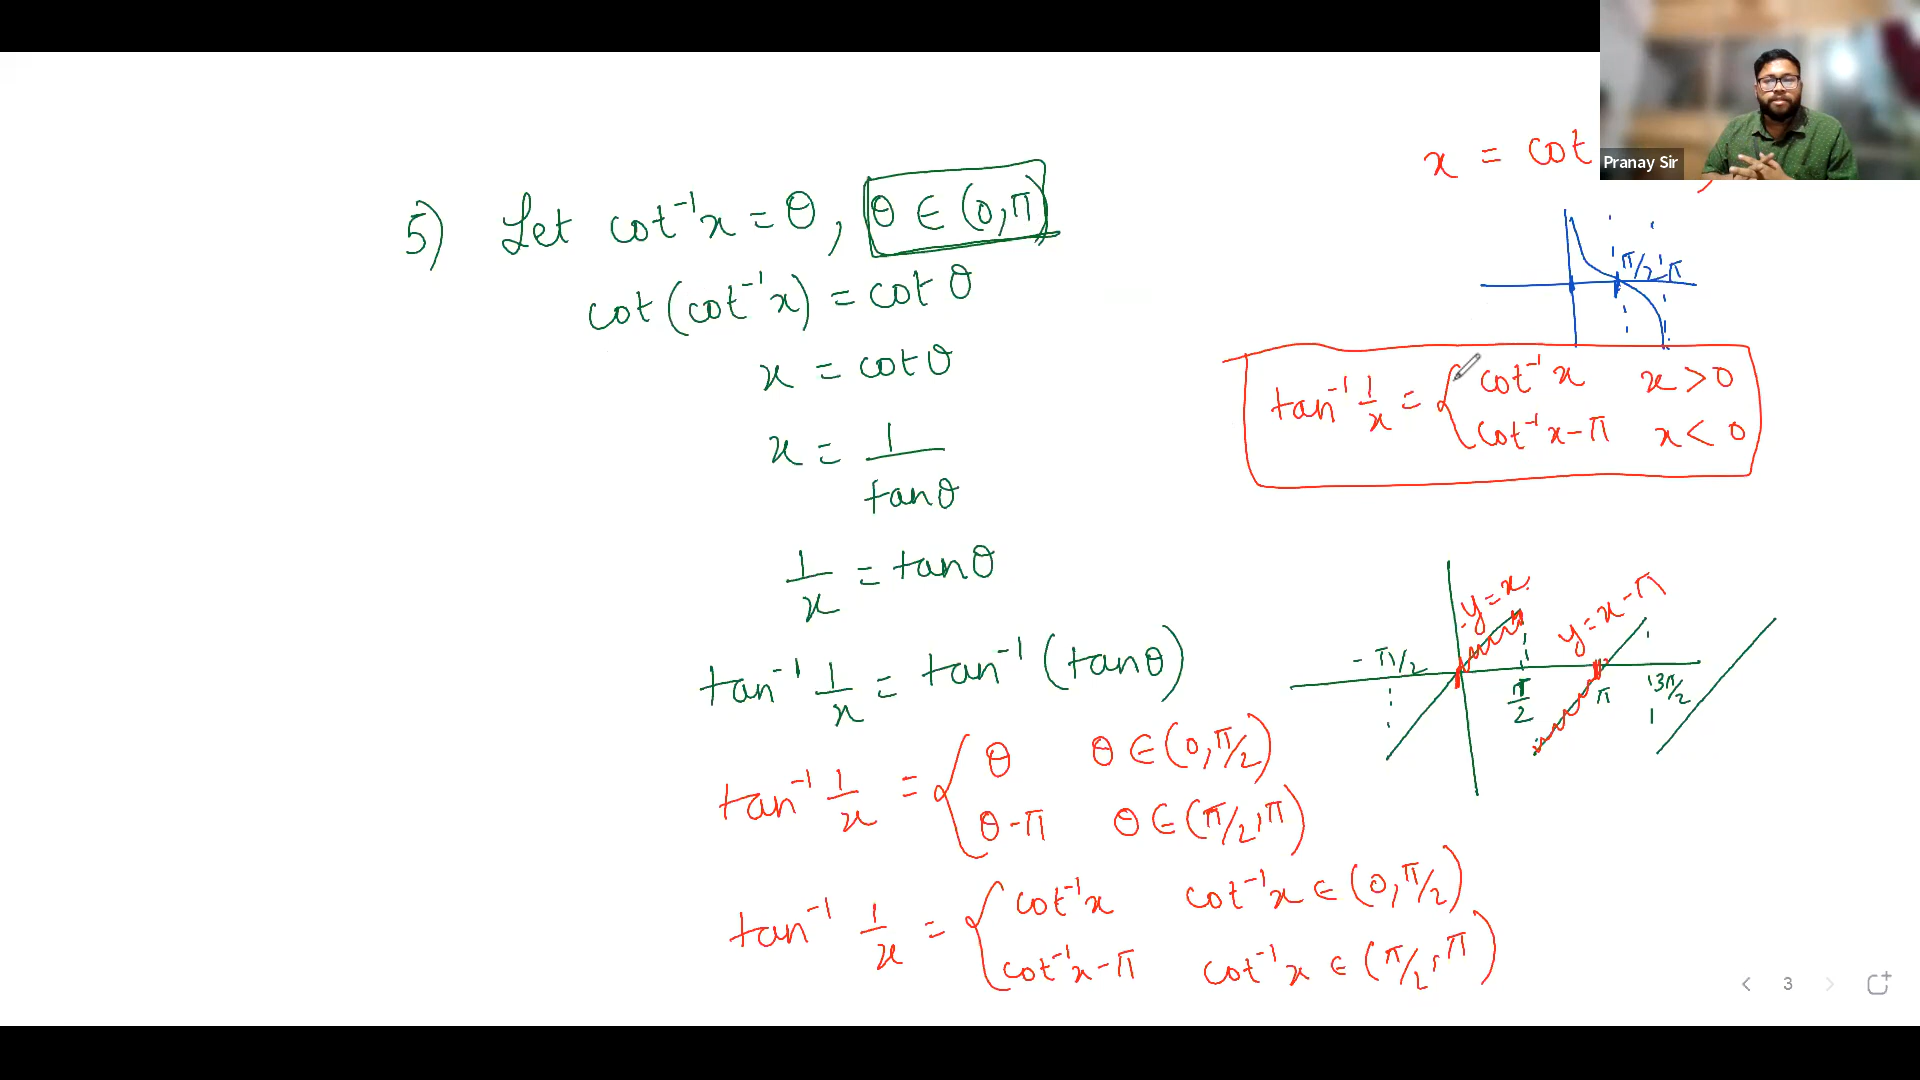 x = cot
Pranay Sir
5) Let cot⁻¹x = θ, θ ∈ (0,π)
cot(cot⁻¹x) = cot θ
π/2 π
x = cot θ
tan⁻¹ 1/x = { cot⁻¹ x x > 0
cot⁻¹ x - π x < 0
x = 1/tanθ
1/x = tanθ
y = x
y = x - π
-π/2 π/2 π 3π/2
tan⁻¹ 1/x = tan⁻¹ (tanθ)
tan⁻¹ 1/x = { θ θ ∈ (0, π/2)
θ - π θ ∈ (π/2, π)
tan⁻¹ 1/x = { cot⁻¹x cot⁻¹x ∈ (0, π/2)
cot⁻¹x - π cot⁻¹x ∈ (π/2, π)
3